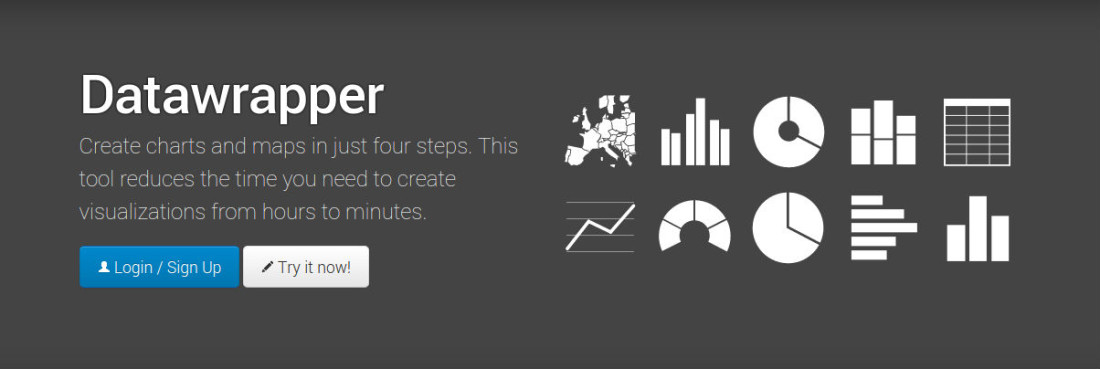 Datawrapper
Create charts and maps in just four steps. This
tool reduces the time you need to create
visualizations from hours to minutes.
Login / Sign Up
Try it now!